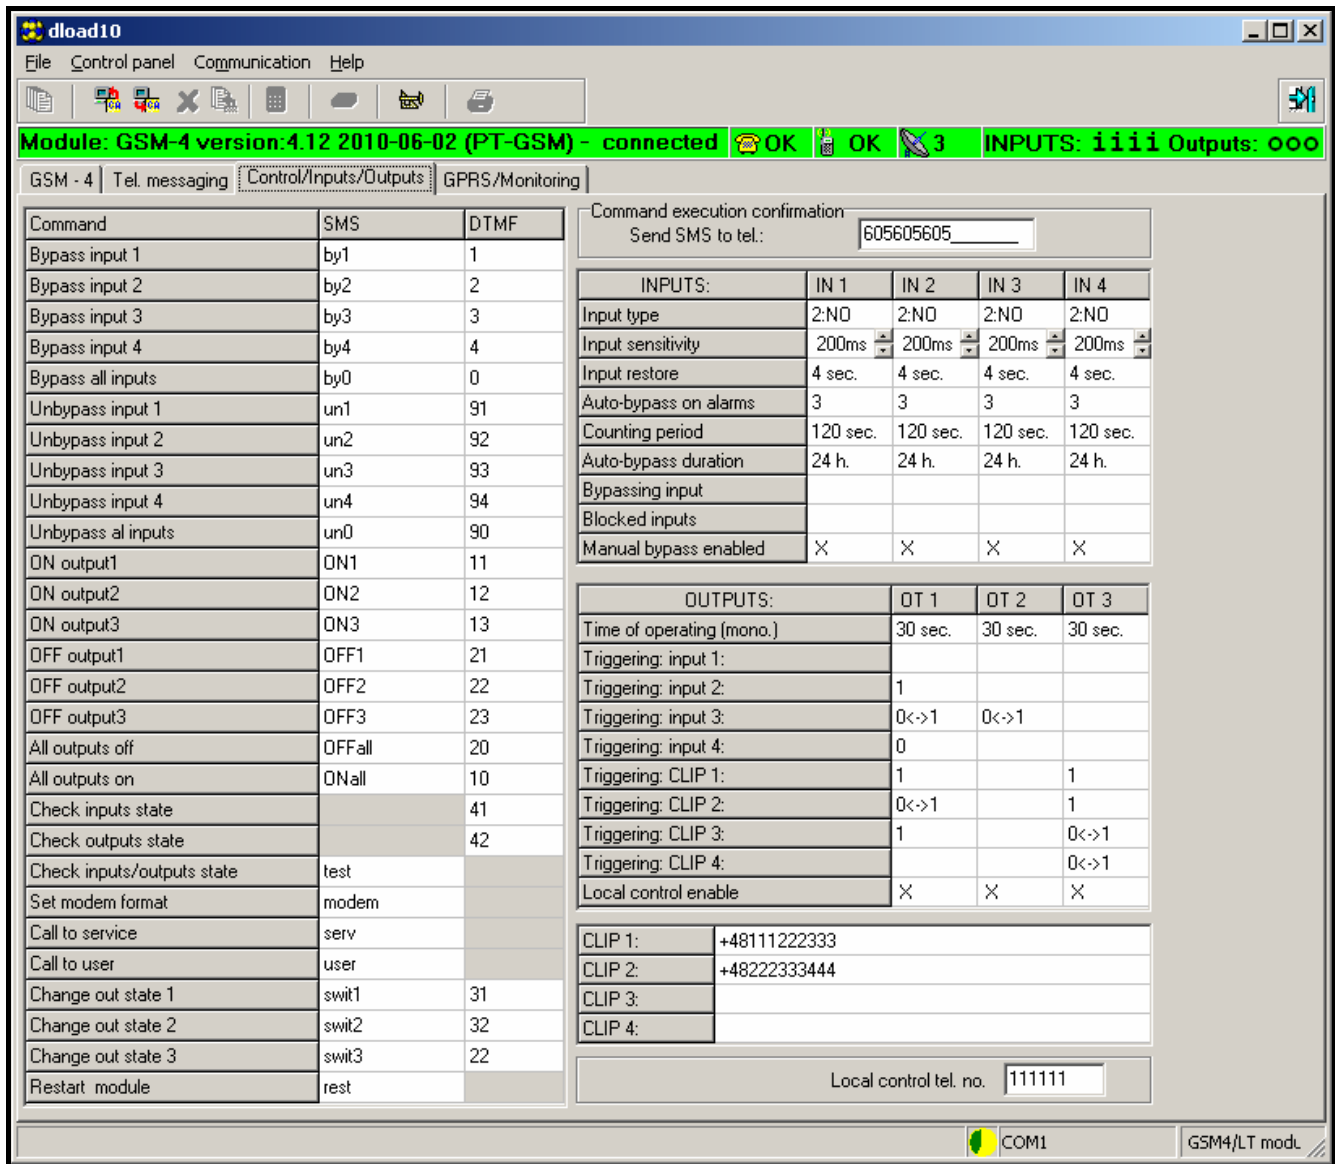 dload10
File Control panel Communication Help
Module: GSM-4 version:4.12 2010-06-02 (PT-GSM) - connected OK OK 3 INPUTS: iiii Outputs: ooo
GSM - 4 Tel. messaging Control/Inputs/Outputs GPRS/Monitoring
Command SMS DTMF
Bypass input 1 by1 1
Bypass input 2 by2 2
Bypass input 3 by3 3
Bypass input 4 by4 4
Bypass all inputs by0 0
Unbypass input 1 un1 91
Unbypass input 2 un2 92
Unbypass input 3 un3 93
Unbypass input 4 un4 94
Unbypass al inputs un0 90
ON output1 ON1 11
ON output2 ON2 12
ON output3 ON3 13
OFF output1 OFF1 21
OFF output2 OFF2 22
OFF output3 OFF3 23
All outputs off OFFall 20
All outputs on ONall 10
Check inputs state 41
Check outputs state 42
Check inputs/outputs state test
Set modem format modem
Call to service serv
Call to user user
Change out state 1 swit1 31
Change out state 2 swit2 32
Change out state 3 swit3 22
Restart module rest
Command execution confirmation
Send SMS to tel.: 605605605_______
INPUTS: IN 1 IN 2 IN 3 IN 4
Input type 2:NO 2:NO 2:NO 2:NO
Input sensitivity 200ms 200ms 200ms 200ms
Input restore 4 sec. 4 sec. 4 sec. 4 sec.
Auto-bypass on alarms 3 3 3 3
Counting period 120 sec. 120 sec. 120 sec. 120 sec.
Auto-bypass duration 24 h. 24 h. 24 h. 24 h.
Bypassing input
Blocked inputs
Manual bypass enabled X X X X
OUTPUTS: OT 1 OT 2 OT 3
Time of operating (mono.) 30 sec. 30 sec. 30 sec.
Triggering: input 1:
Triggering: input 2: 1
Triggering: input 3: 0<->1 0<->1
Triggering: input 4: 0
Triggering: CLIP 1: 1 1
Triggering: CLIP 2: 0<->1 1
Triggering: CLIP 3: 1 0<->1
Triggering: CLIP 4: 0<->1
Local control enable X X X
CLIP 1: +48111222333
CLIP 2: +48222333444
CLIP 3:
CLIP 4:
Local control tel. no. 111111
COM1 GSM4/LT modu